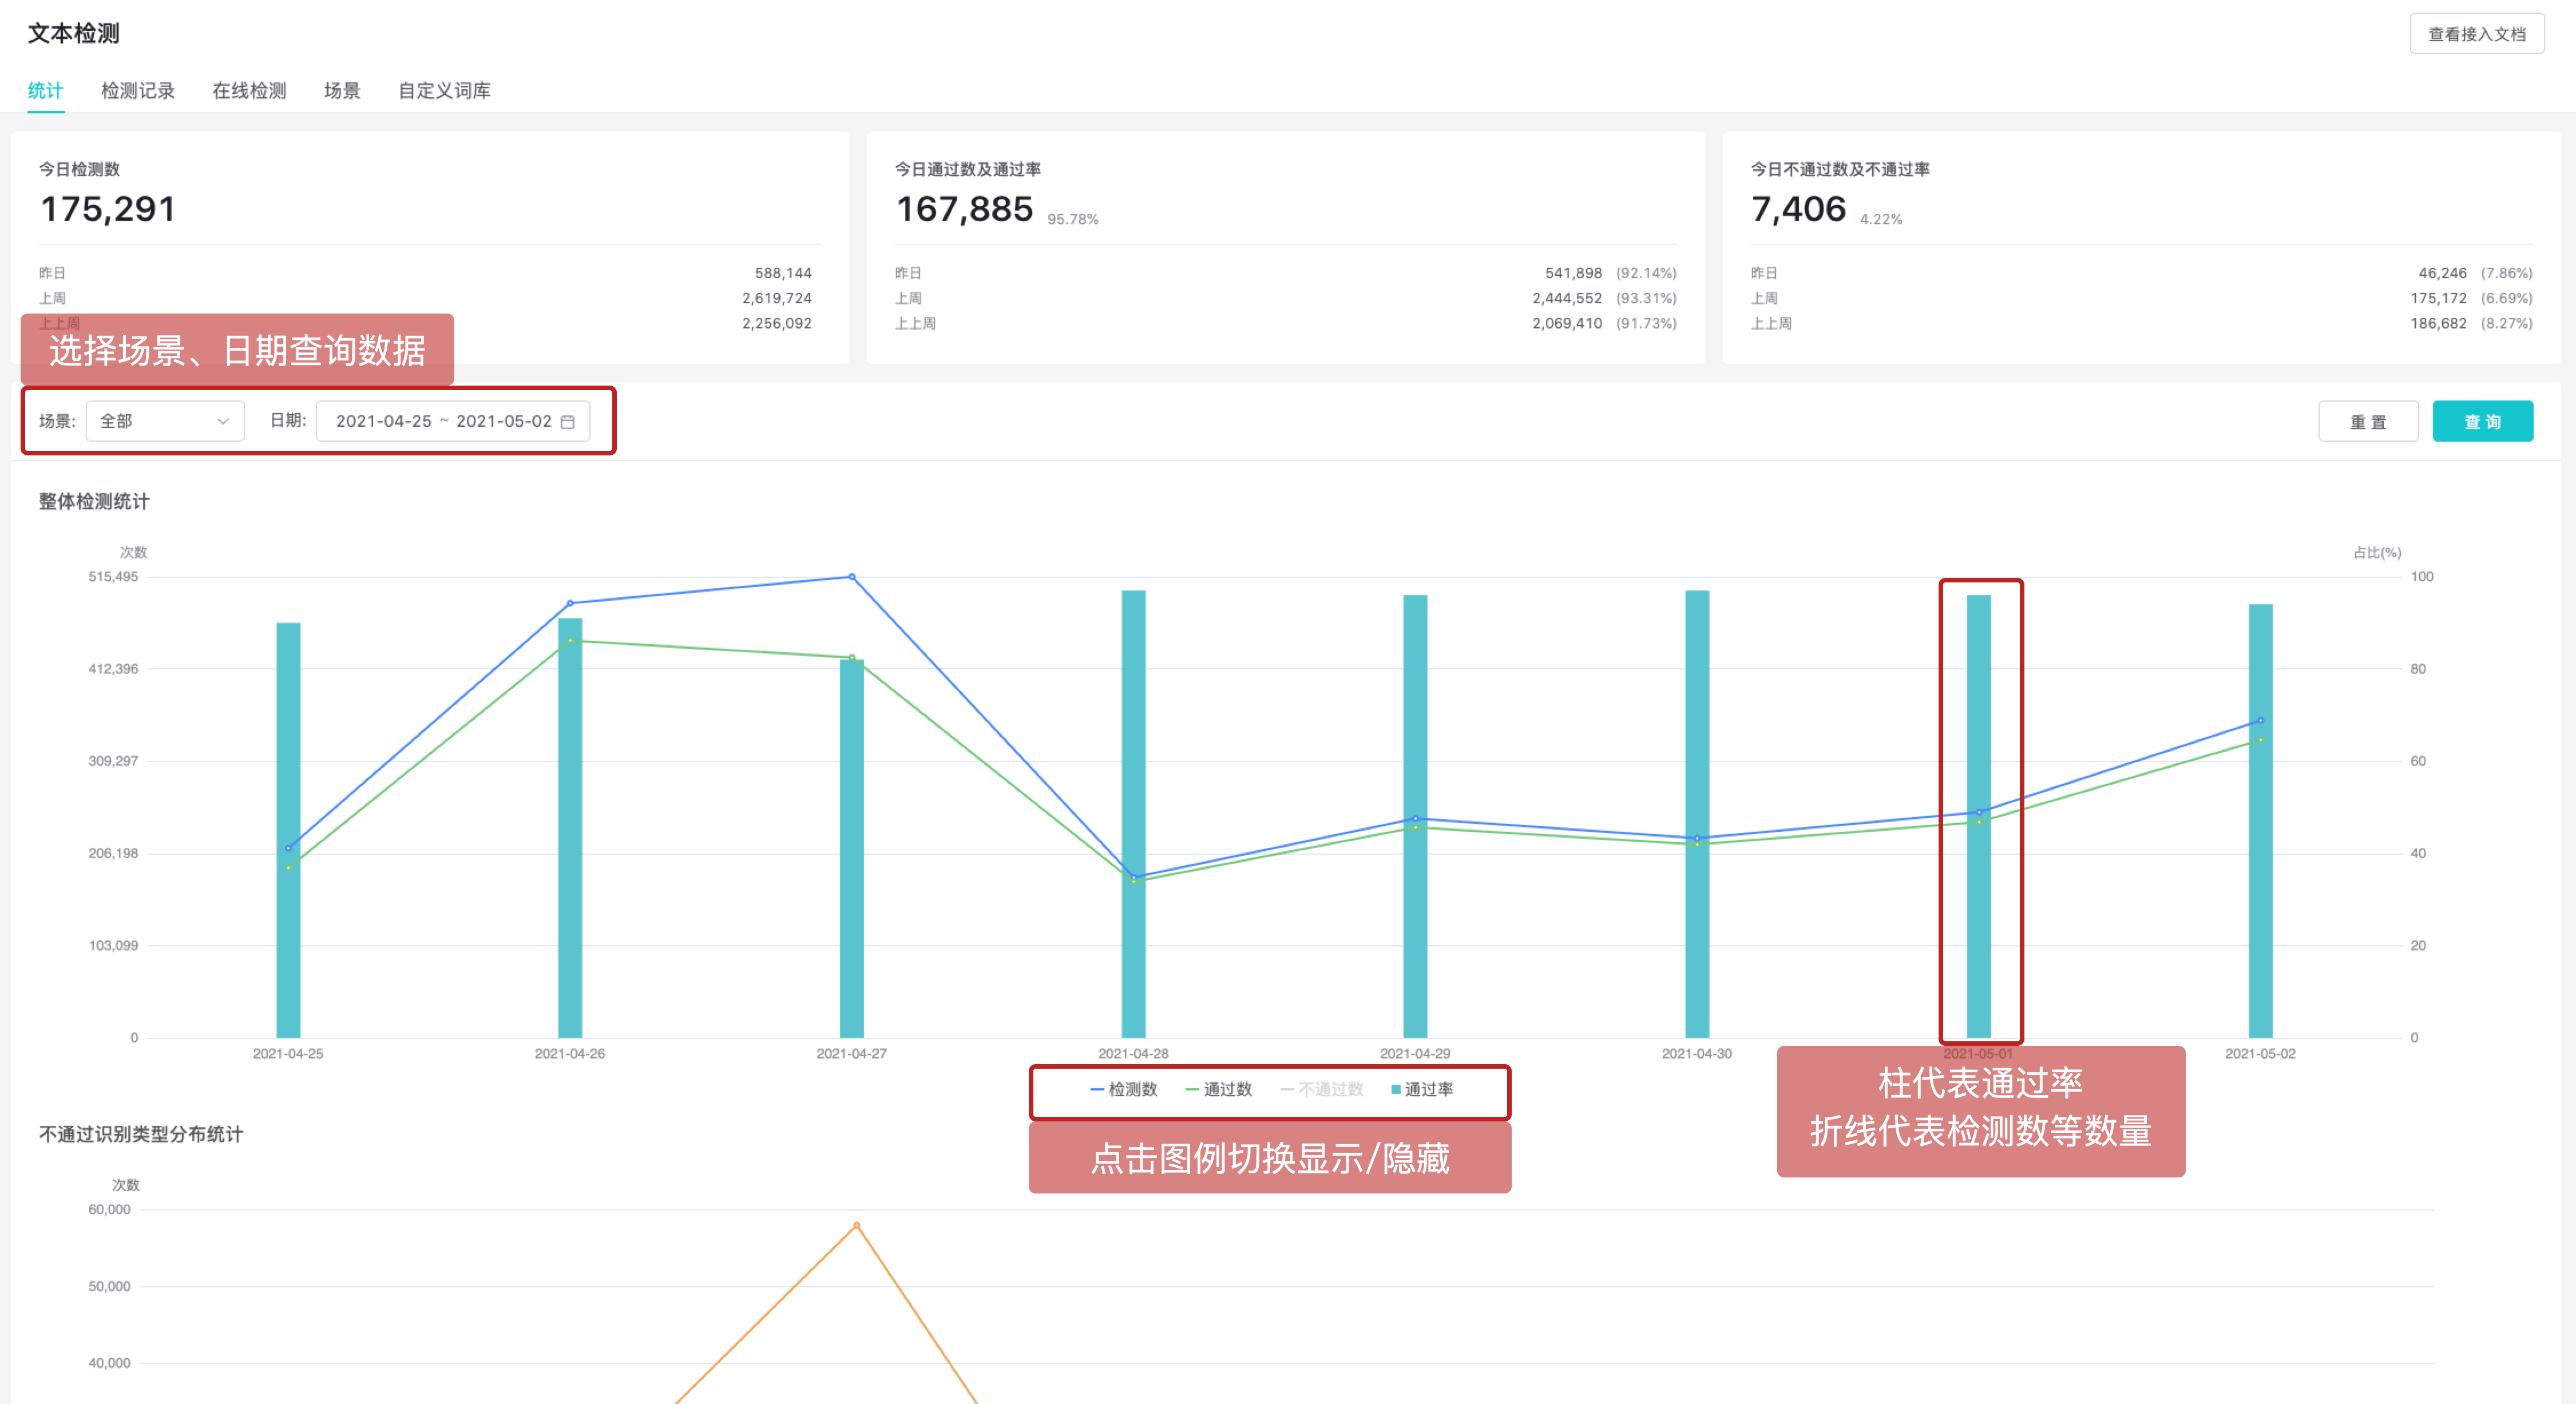 文本检测
查看接入文档
统计 检测记录 在线检测 场景 自定义词库
今日检测数
175,291
昨日 588,144
上周 2,619,724
上上周 2,256,092
今日通过数及通过率
167,885 95.78%
昨日 541,898 (92.14%)
上周 2,444,552 (93.31%)
上上周 2,069,410 (91.73%)
今日不通过数及不通过率
7,406 4.22%
昨日 46,246 (7.86%)
上周 175,172 (6.69%)
上上周 186,682 (8.27%)
选择场景、日期查询数据
场景: 全部 日期: 2021-04-25 ~ 2021-05-02
重置 查询
整体检测统计
次数 占比(%)
515,495 100
412,396 80
309,297 60
206,198 40
103,099 20
0 0
2021-04-25 2021-04-26 2021-04-27 2021-04-28 2021-04-29 2021-04-30 2021-05-01 2021-05-02
检测数 通过数 不通过数 通过率
点击图例切换显示/隐藏
柱代表通过率
折线代表检测数等数量
不通过识别类型分布统计
次数
60,000
50,000
40,000